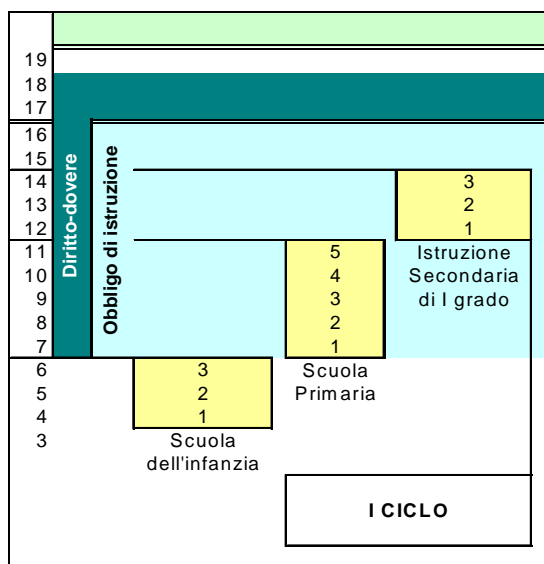 19
18
17
16
15
14
13
12
11
10
9
8
7
6
5
4
3
Diritto-dovere
Obbligo di istruzione
3
2
1
Istruzione
Secondaria
di I grado
5
4
3
2
1
Scuola
Primaria
3
2
1
Scuola
dell'infanzia
I CICLO